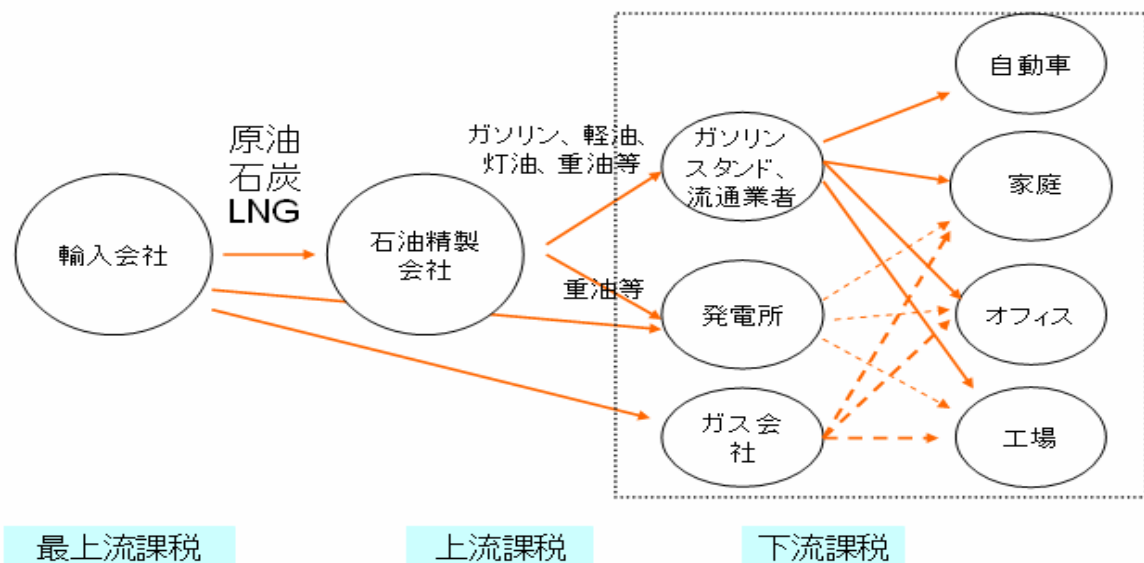 自動車
ガソリン、軽油、
灯油、重油等
ガソリン
スタンド、
流通業者
原油
石炭
LNG
家庭
輸入会社
石油精製
会社
重油等
発電所
オフィス
ガス会
社
工場
最上流課税
上流課税
下流課税